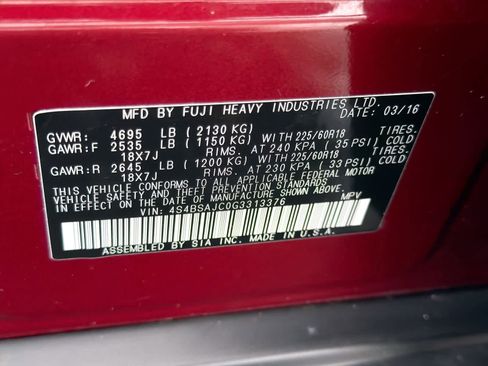 MFD BY FUJI HEAVY INDUSTRIES LTD.
DATE: 03/16
GVWR: 4695 LB (2130 KG)
GAWR:F 2535 LB (1150 KG) WITH 225/60R18 TIRES.
18X7J RIMS. AT 240 KPA (35 PSI) COLD
GAWR:R 2645 LB (1200 KG) WITH 225/60R18 TIRES.
18X7J RIMS. AT 230 KPA (33 PSI) COLD
THIS VEHICLE CONFORMS TO ALL APPLICABLE FEDERAL MOTOR
VEHICLE SAFETY BUMPER, AND THEFT PREVENTION STANDARDS
IN EFFECT ON THE DATE OF MANUFACTURE SHOWN ABOVE.
VIN: 4S4BSAJC0G3313376 MPV
ASSEMBLED BY SIA INC. IN U.S.A.